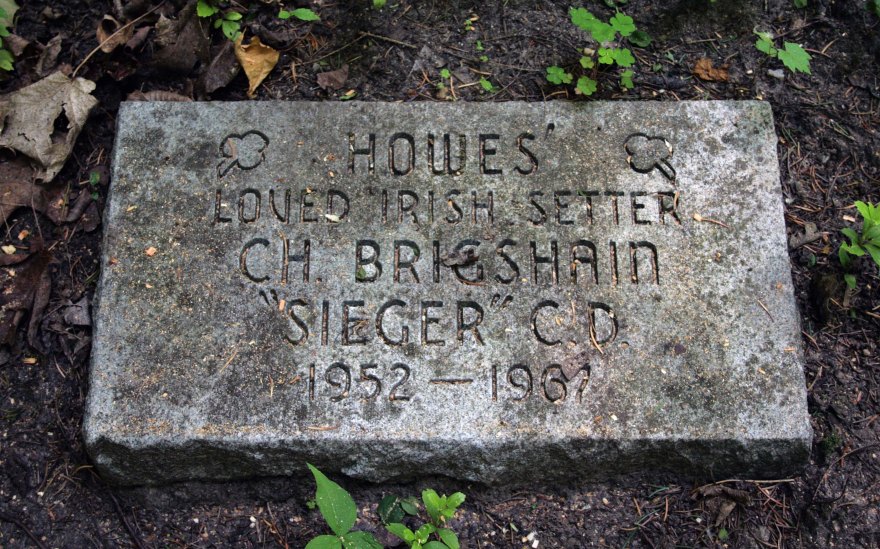 HOWES'
LOVED IRISH SETTER
CH. BRIGSHAIN
"SIEGER" C.D.
1952 — 1967